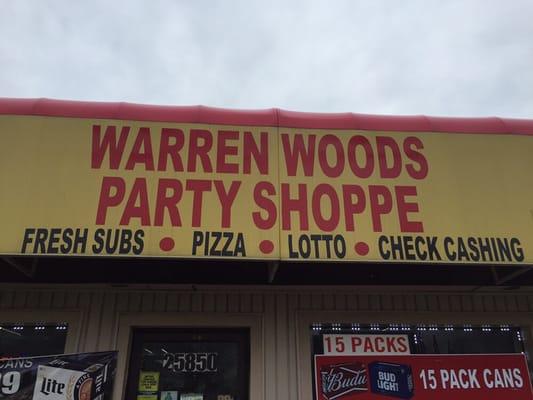 WARREN WOODS
PARTY SHOPPE
FRESH SUBS • PIZZA • LOTTO • CHECK CASHING
25850
15 PACKS
CANS
Lite
Budw
BUD LIGHT
15 PACK CANS